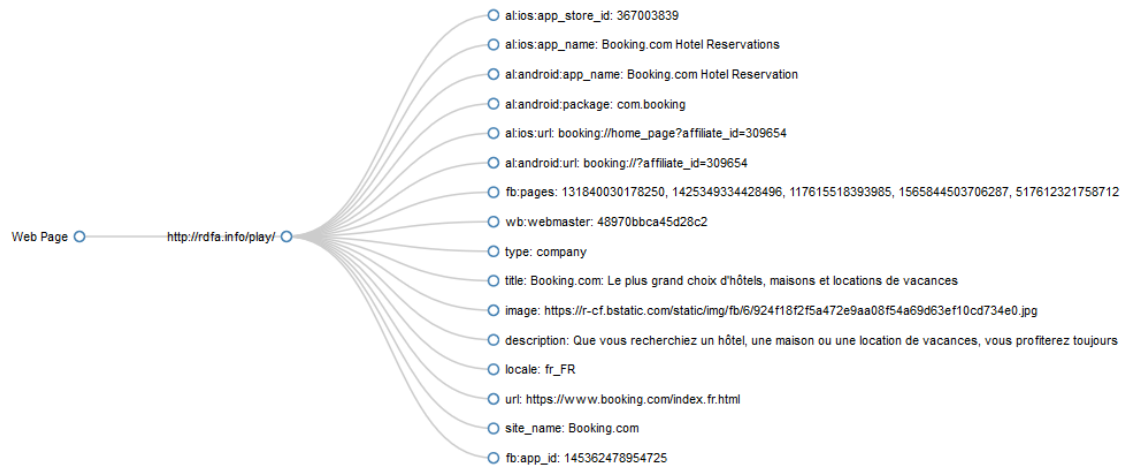 al:ios:app_store_id: 367003839
al:ios:app_name: Booking.com Hotel Reservations
al:android:app_name: Booking.com Hotel Reservation
al:android:package: com.booking
al:ios:url: booking://home_page?affiliate_id=309654
al:android:url: booking://?affiliate_id=309654
fb:pages: 131840030178250, 1425349334428496, 117615518393985, 1565844503706287, 517612321758712
wb:webmaster: 48970bbca45d28c2
Web Page
http://rdfa.info/play/
type: company
title: Booking.com: Le plus grand choix d'hôtels, maisons et locations de vacances
image: https://r-cf.bstatic.com/static/img/fb/6/924f18f2f5a472e9aa08f54a69d63ef10cd734e0.jpg
description: Que vous recherchiez un hôtel, une maison ou une location de vacances, vous profiterez toujours
locale: fr_FR
url: https://www.booking.com/index.fr.html
site_name: Booking.com
fb:app_id: 145362478954725